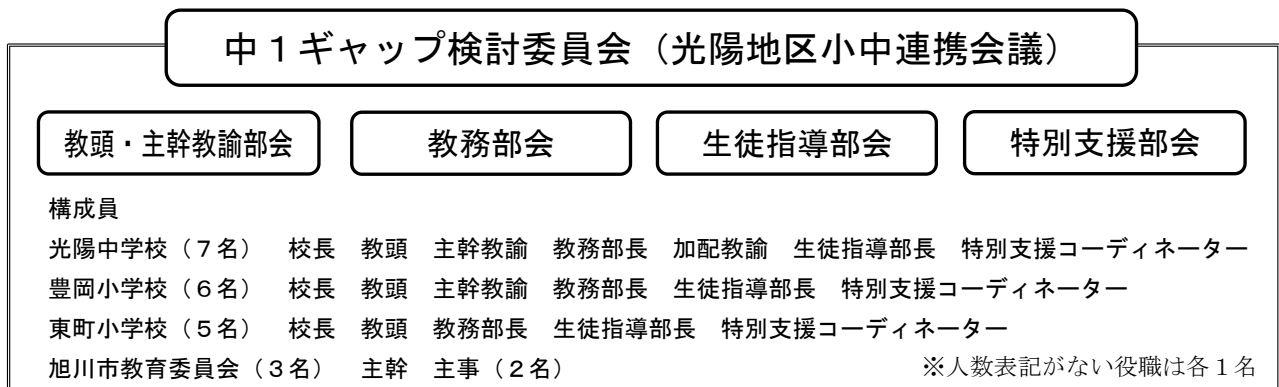 中１ギャップ検討委員会（光陽地区小中連携会議）
教頭・主幹教諭部会　教務部会　生徒指導部会　特別支援部会
構成員
光陽中学校（７名）　校長　教頭　主幹教諭　教務部長　加配教諭　生徒指導部長　特別支援コーディネーター
豊岡小学校（６名）　校長　教頭　主幹教諭　教務部長　生徒指導部長　特別支援コーディネーター
東町小学校（５名）　校長　教頭　教務部長　生徒指導部長　特別支援コーディネーター
旭川市教育委員会（３名）　主幹　主事（２名）　※人数表記がない役職は各１名